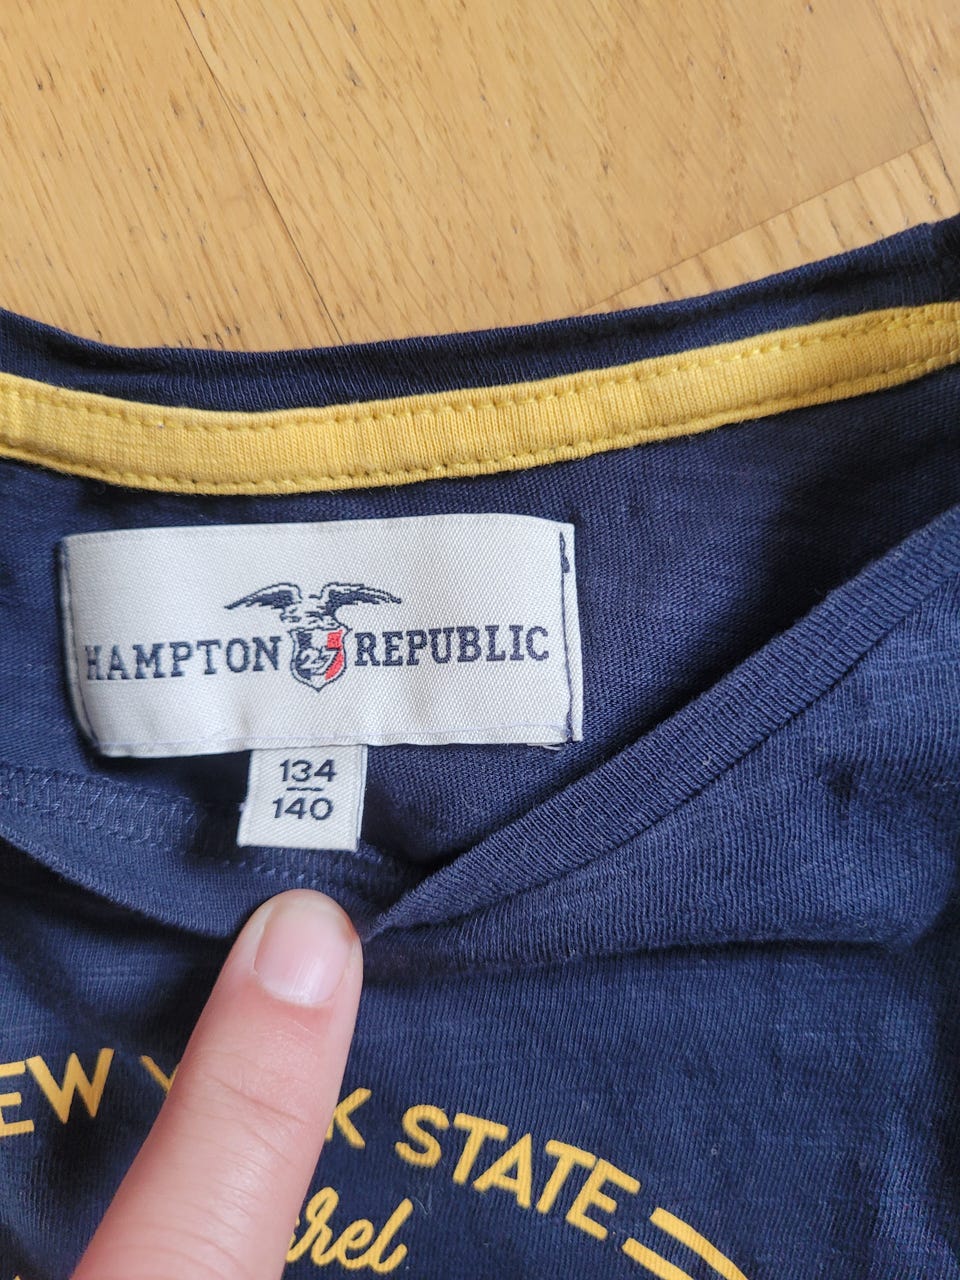 HAMPTON 27 REPUBLIC
134
140
STATE